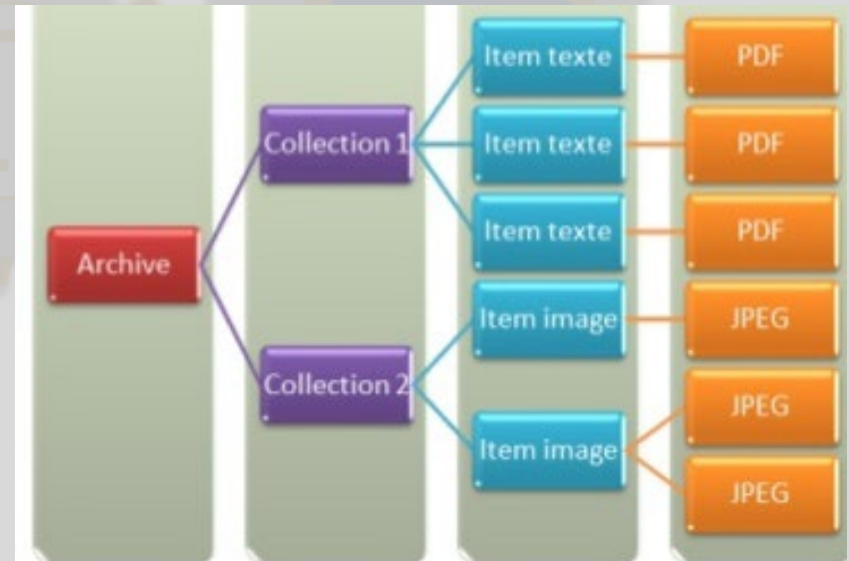 Archive
Collection 1
Collection 2
Item texte
Item texte
Item texte
Item image
Item image
PDF
PDF
PDF
JPEG
JPEG
JPEG